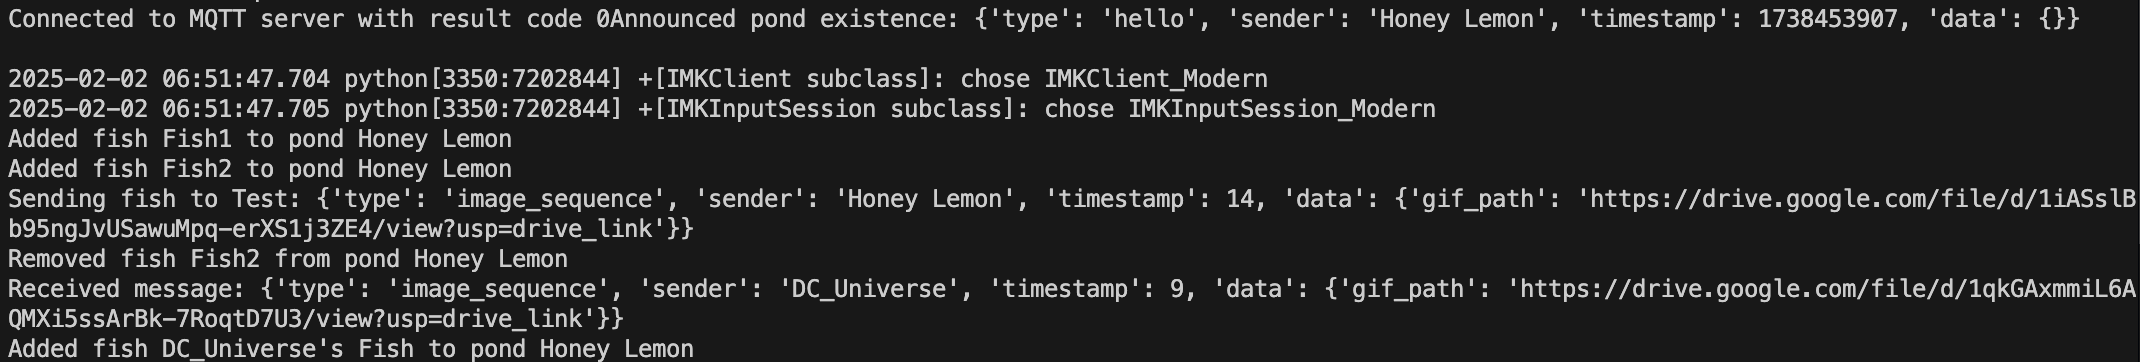 Connected to MQTT server with result code 0Announced pond existence: {'type': 'hello', 'sender': 'Honey Lemon', 'timestamp': 1738453907, 'data': {}}
2025-02-02 06:51:47.704 python[3350:7202844] +[IMKClient subclass]: chose IMKClient_Modern
2025-02-02 06:51:47.705 python[3350:7202844] +[IMKInputSession subclass]: chose IMKInputSession_Modern
Added fish Fish1 to pond Honey Lemon
Added fish Fish2 to pond Honey Lemon
Sending fish to Test: {'type': 'image_sequence', 'sender': 'Honey Lemon', 'timestamp': 14, 'data': {'gif_path': 'https://drive.google.com/file/d/1iASslB
b95ngJvUSawuMpq-erXS1j3ZE4/view?usp=drive_link'}}
Removed fish Fish2 from pond Honey Lemon
Received message: {'type': 'image_sequence', 'sender': 'DC_Universe', 'timestamp': 9, 'data': {'gif_path': 'https://drive.google.com/file/d/1qkGAxmmiL6A
QMXi5ssArBk-7RoqtD7U3/view?usp=drive_link'}}
Added fish DC_Universe's Fish to pond Honey Lemon